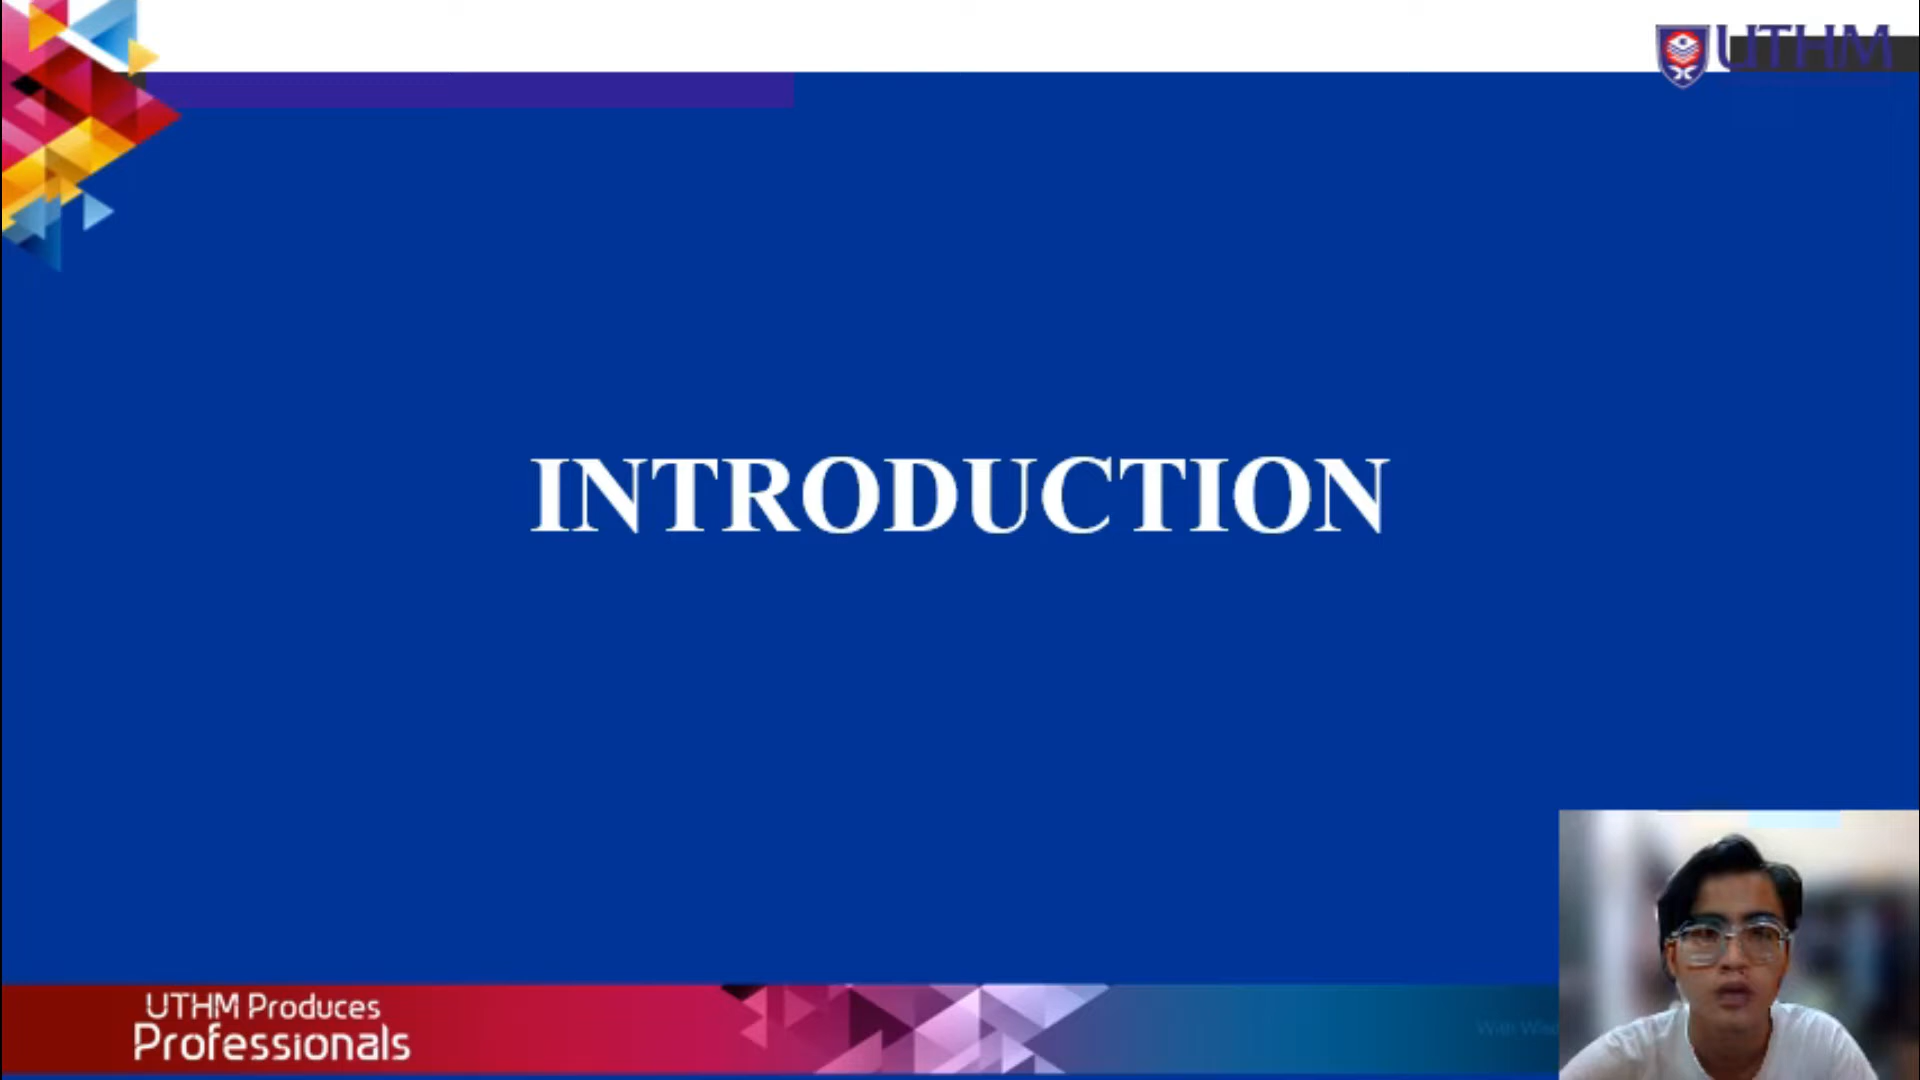 UTHM
INTRODUCTION
UTHM Produces
Professionals